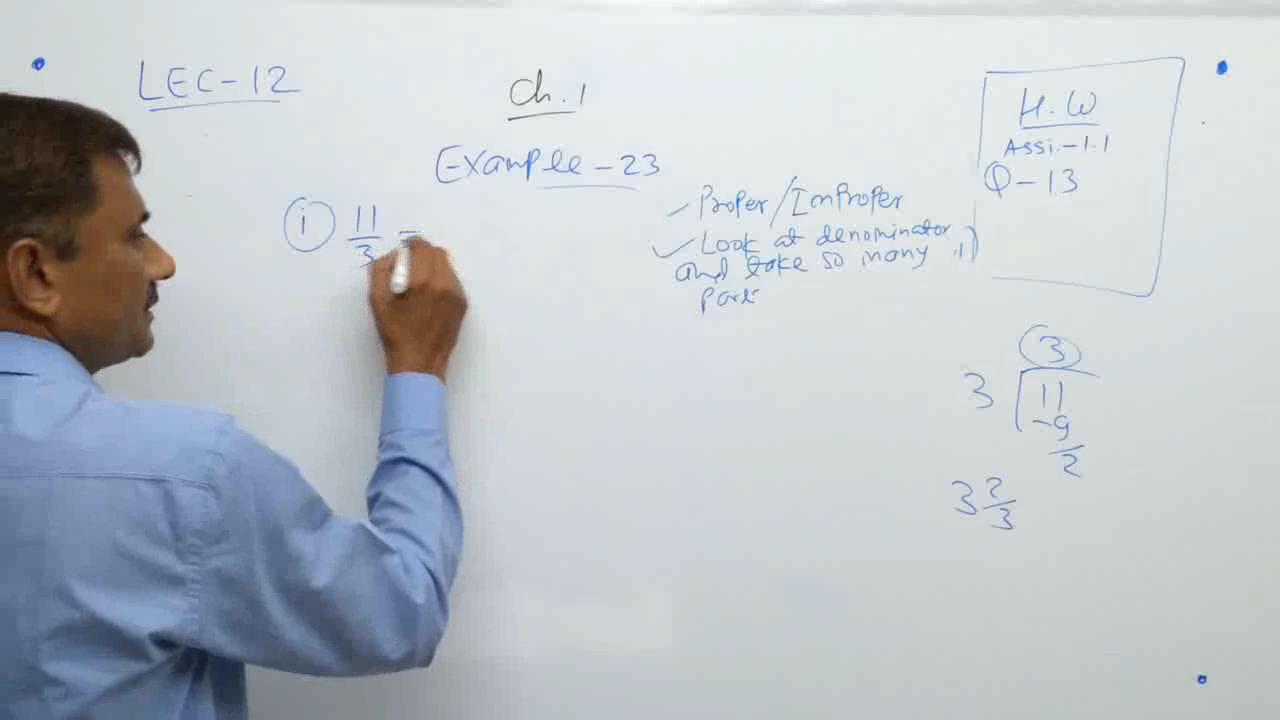 LEC-12
Ch.1
Example-23
i 11/3 =
✓ Proper/Improper
✓ Look at denominator
and take so many
part
H.W
Assi.-1.1
Q-13
3
3 11
-9
2
3 2/3